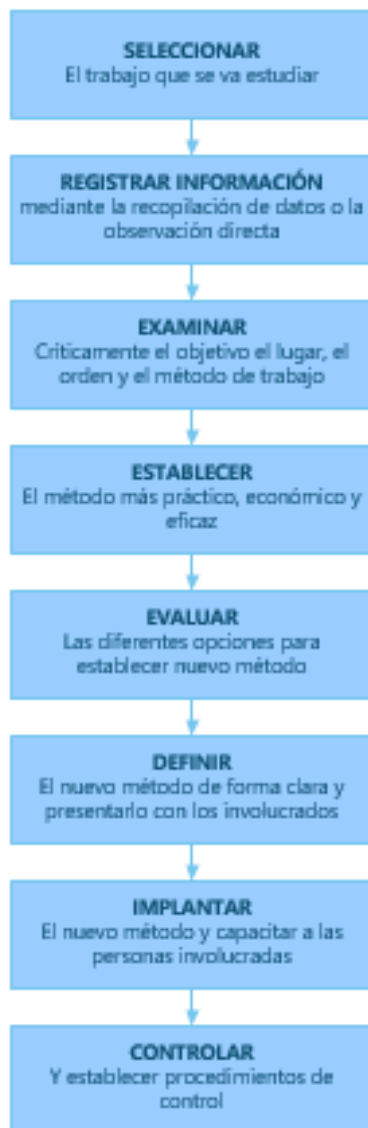 SELECCIONAR
El trabajo que se va estudiar
REGISTRAR INFORMACIÓN
mediante la recopilación de datos o la
observación directa
EXAMINAR
Críticamente el objetivo el lugar, el
orden y el método de trabajo
ESTABLECER
El método más práctico, económico y
eficaz
EVALUAR
Las diferentes opciones para
establecer nuevo método
DEFINIR
El nuevo método de forma clara y
presentarlo con los involucrados
IMPLANTAR
El nuevo método y capacitar a las
personas involucradas
CONTROLAR
Y establecer procedimientos de
control